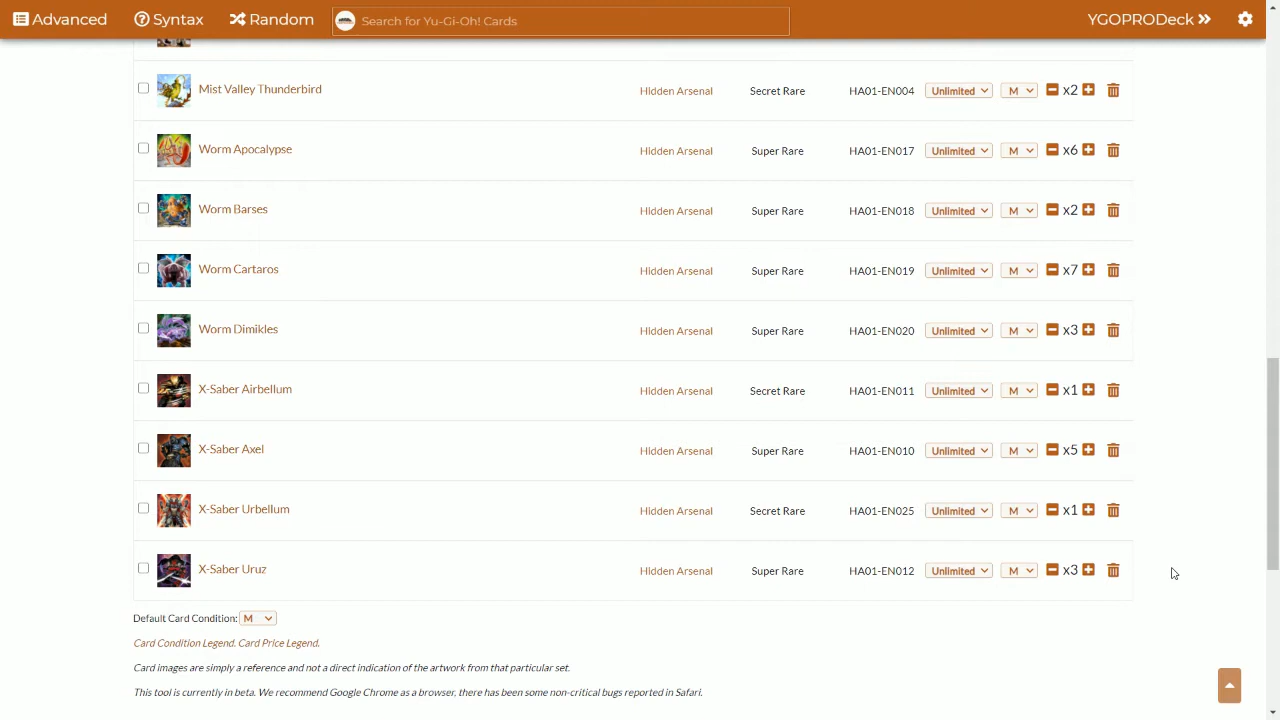 Advanced Syntax Random Search for Yu-Gi-Oh! Cards YGOPRODeck
Mist Valley Thunderbird Hidden Arsenal Secret Rare HA01-EN004 Unlimited M x2
Worm Apocalypse Hidden Arsenal Super Rare HA01-EN017 Unlimited M x6
Worm Barses Hidden Arsenal Super Rare HA01-EN018 Unlimited M x2
Worm Cartaros Hidden Arsenal Super Rare HA01-EN019 Unlimited M x7
Worm Dimikles Hidden Arsenal Super Rare HA01-EN020 Unlimited M x3
X-Saber Airbellum Hidden Arsenal Secret Rare HA01-EN011 Unlimited M x1
X-Saber Axel Hidden Arsenal Super Rare HA01-EN010 Unlimited M x5
X-Saber Urbellum Hidden Arsenal Secret Rare HA01-EN025 Unlimited M x1
X-Saber Uruz Hidden Arsenal Super Rare HA01-EN012 Unlimited M x3
Default Card Condition: M
Card Condition Legend. Card Price Legend.
Card images are simply a reference and not a direct indication of the artwork from that particular set.
This tool is currently in beta. We recommend Google Chrome as a browser, there has been some non-critical bugs reported in Safari.